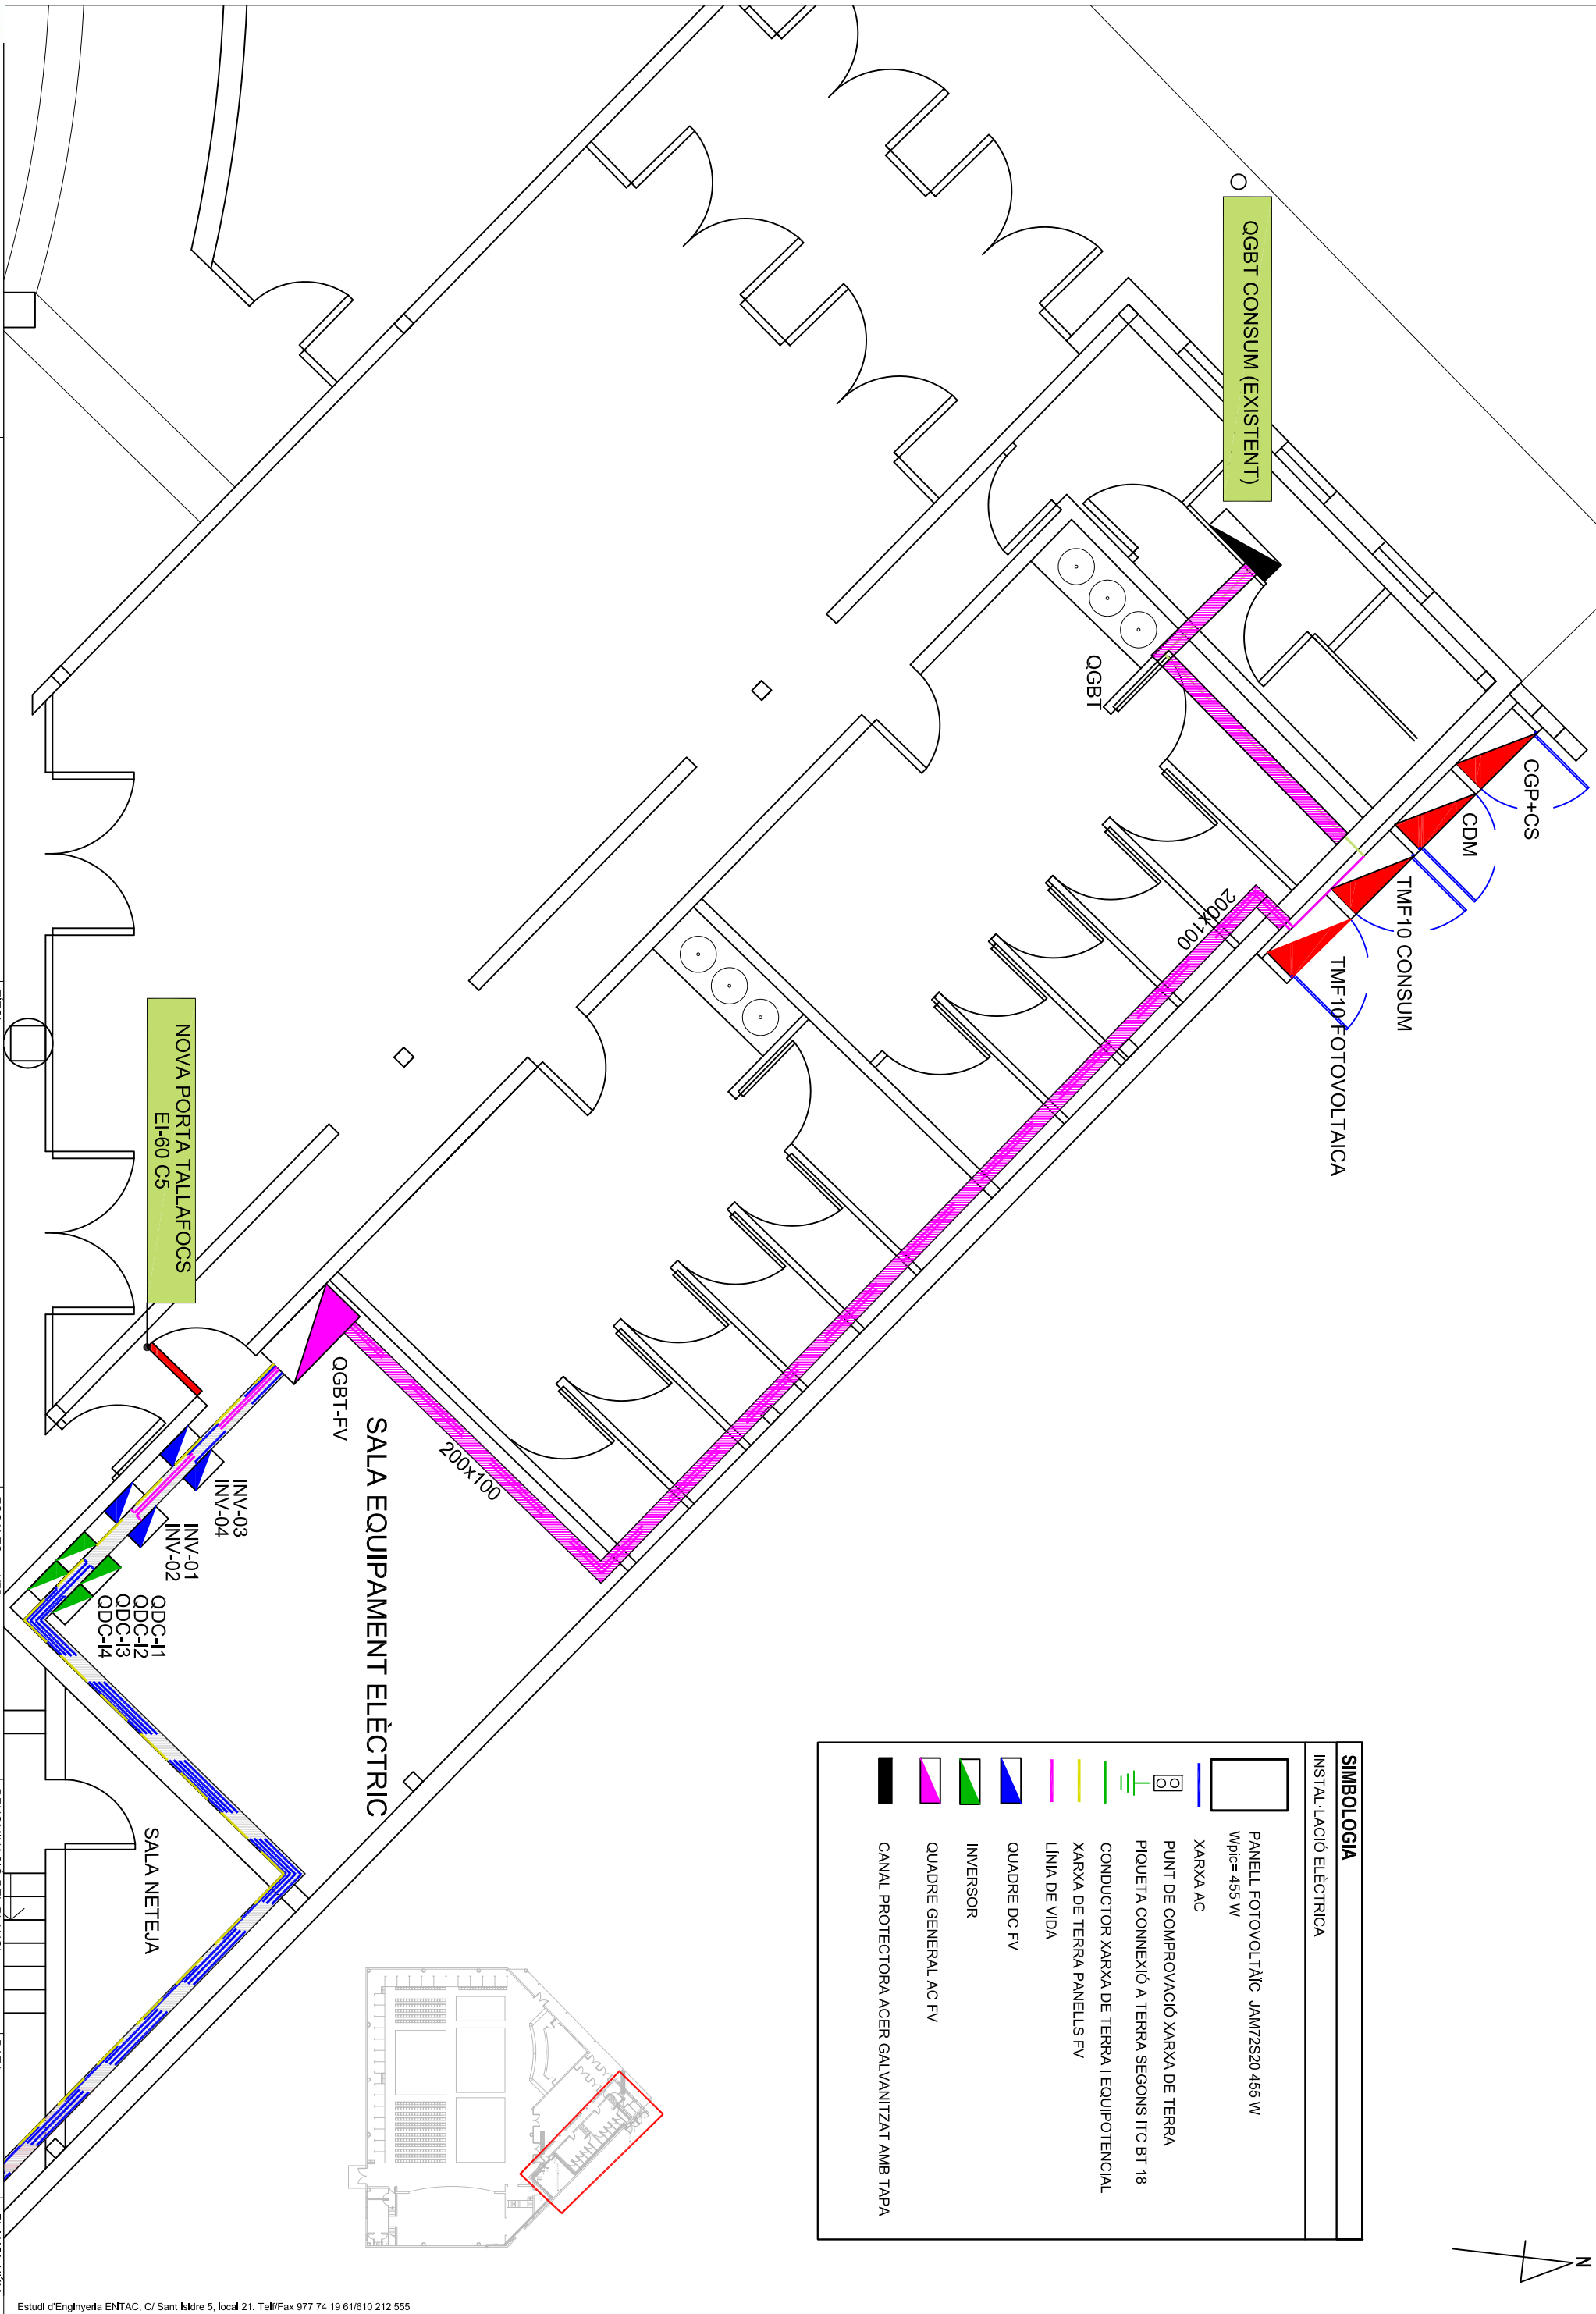 QGBT CONSUM (EXISTENT)
CGP+CS
CDM
TMF10 CONSUM
TMF10 FOTOVOLTAICA
QGBT
200x100
NOVA PORTA TALLAFOCS
EI-60 C5
QGBT-FV
200x100
SALA EQUIPAMENT ELÈCTRIC
INV-03
INV-04
INV-01
INV-02
QDC-I1
QDC-I2
QDC-I3
QDC-I4
SALA NETEJA
SIMBOLOGIA
INSTAL·LACIÓ ELÈCTRICA
PANELL FOTOVOLTÀIC JAM72S20 455 W
Wpic= 455 W
XARXA AC
PUNT DE COMPROVACIÓ XARXA DE TERRA
PIQUETA CONNEXIÓ A TERRA SEGONS ITC BT 18
CONDUCTOR XARXA DE TERRA I EQUIPOTENCIAL
XARXA DE TERRA PANELLS FV
LÍNIA DE VIDA
QUADRE DC FV
INVERSOR
QUADRE GENERAL AC FV
CANAL PROTECTORA ACER GALVANITZAT AMB TAPA
N
Estudi d'Enginyeria ENTAC, C/ Sant Isidre 5, local 21. Telf/Fax 977 74 19 61/610 212 555